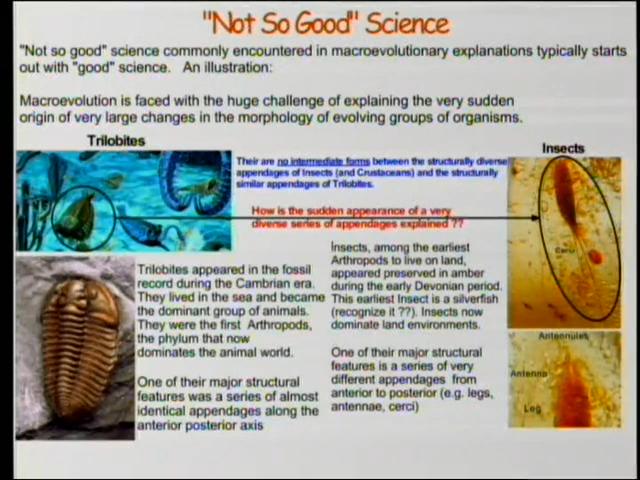 "Not So Good" Science
"Not so good" science commonly encountered in macroevolutionary explanations typically starts
out with "good" science. An illustration:
Macroevolution is faced with the huge challenge of explaining the very sudden
origin of very large changes in the morphology of evolving groups of organisms.
Trilobites
Insects
Their are no intermediate forms between the structurally diverse
appendages of Insects (and Crustaceans) and the structurally
similar appendages of Trilobites.
How is the sudden appearance of a very
diverse series of appendages explained ??
Cerci
Trilobites appeared in the fossil
record during the Cambrian era.
They lived in the sea and became
the dominant group of animals.
They were the first Arthropods,
the phylum that now
dominates the animal world.
One of their major structural
features was a series of almost
identical appendages along the
anterior posterior axis
Insects, among the earliest
Arthropods to live on land,
appeared preserved in amber
during the early Devonian period.
This earliest Insect is a silverfish
(recognize it ??). Insects now
dominate land environments.
One of their major structural
features is a series of very
different appendages from
anterior to posterior (e.g. legs,
antennae, cerci)
Antennules
Antenna
Leg